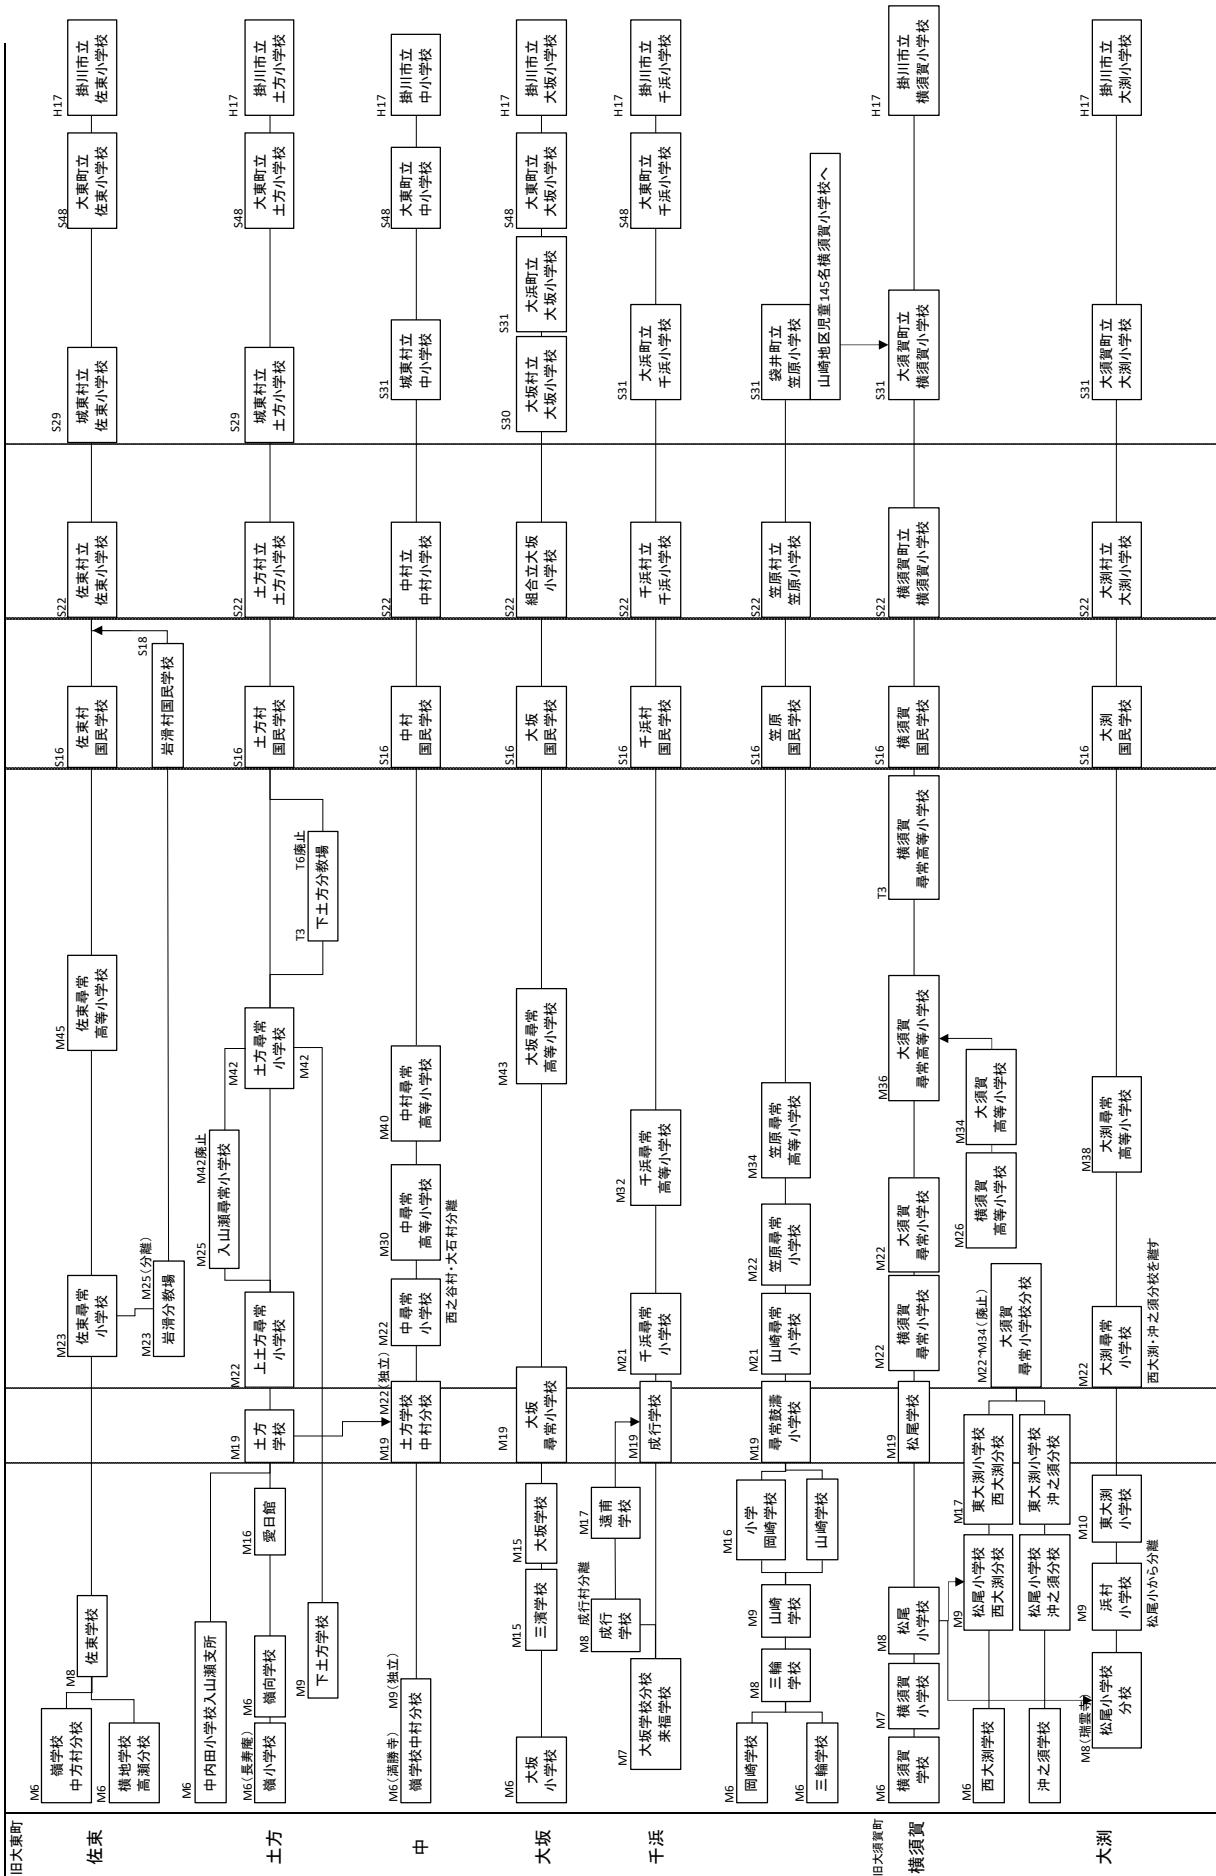 旧大東町
佐東
M6
嶺学校
中方村分校
M6
横地学校
高瀬分校
M8
佐東学校
M23
佐東尋常
小学校
M23
M25(分離)
岩滑分教場
M45
佐東尋常
高等小学校
S16
佐東村
国民学校
岩滑村国民学校
S18
S22
佐東村立
佐東小学校
S29
城東村立
佐東小学校
S48
大東町立
佐東小学校
H17
掛川市立
佐東小学校
土方
M6
中内田小学校入山瀬支所
M6(長寿庵)
嶺小学校
M6
嶺向学校
M16
愛日館
M9
下土方学校
M19
土方
学校
M22
上土方尋常
小学校
M25
M42廃止
入山瀬尋常小学校
M42
土方尋常
小学校
M42
T3
T6廃止
下土方分教場
S16
土方村
国民学校
S22
土方村立
土方小学校
S29
城東村立
土方小学校
S48
大東町立
土方小学校
H17
掛川市立
土方小学校
中
M6(満勝寺)
M9(独立)
嶺学校中村分校
M19
M22(独立)
土方学校
中村分校
M22
中尋常
小学校
M30
中尋常
高等小学校
西之谷村・大石村分離
M40
中村尋常
高等小学校
S16
中村
国民学校
S22
中村立
中村小学校
S31
城東村立
中小学校
S48
大東町立
中小学校
H17
掛川市立
中小学校
大坂
M6
大坂
小学校
M15
三濱学校
M15
大坂学校
M19
大坂
尋常小学校
M43
大坂尋常
高等小学校
S16
大坂
国民学校
S22
組合立大坂
小学校
S30
大坂村立
大坂小学校
S31
大浜町立
大坂小学校
S48
大東町立
大坂小学校
H17
掛川市立
大坂小学校
千浜
M7
大坂学校分校
来福学校
M8 成行村分離
成行
学校
M17
遠甫
学校
M19
成行学校
M21
千浜尋常
小学校
M32
千浜尋常
高等小学校
S16
千浜村
国民学校
S22
千浜村立
千浜小学校
S31
大浜町立
千浜小学校
S48
大東町立
千浜小学校
H17
掛川市立
千浜小学校
M6
岡崎学校
M6
三輪学校
M8
三輪
学校
M9
山崎
学校
M16
小学
岡崎学校
山崎学校
M19
尋常鼓濤
小学校
M21
山崎尋常
小学校
M22
笠原尋常
小学校
M34
笠原尋常
高等小学校
S16
笠原
国民学校
S22
笠原村立
笠原小学校
S31
袋井町立
笠原小学校
山崎地区児童145名横須賀小学校へ
旧大須賀町
横須賀
M6
横須賀
学校
M7
横須賀
小学校
M8
松尾
小学校
M19
松尾学校
M22
横須賀
尋常小学校
M22
大須賀
尋常小学校
M26
横須賀
高等小学校
M34
大須賀
高等小学校
M36
大須賀
尋常高等小学校
T3
横須賀
尋常高等小学校
S16
横須賀
国民学校
S22
横須賀町立
横須賀小学校
S31
大須賀町立
横須賀小学校
H17
掛川市立
横須賀小学校
M6
西大渕学校
M9
松尾小学校
西大渕分校
M17
東大渕小学校
西大渕分校
M22~M34(廃止)
大須賀
尋常小学校分校
沖之須学校
松尾小学校
沖之須分校
東大渕小学校
沖之須分校
大渕
M8(瑞雲寺)
松尾小学校
分校
M9
浜村
小学校
松尾小から分離
M10
東大渕
小学校
M22
大渕尋常
小学校
西大渕・沖之須分校を離す
M38
大渕尋常
高等小学校
S16
大渕
国民学校
S22
大渕村立
大渕小学校
S31
大須賀町立
大渕小学校
H17
掛川市立
大渕小学校